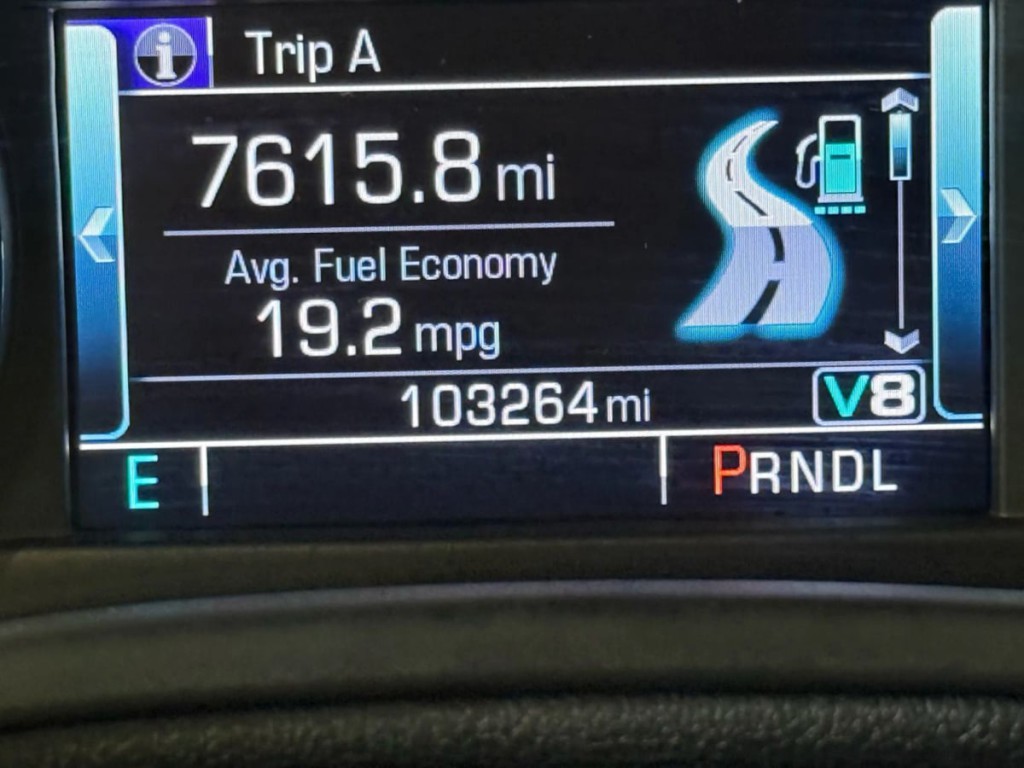 i Trip A
7615.8 mi
Avg. Fuel Economy
19.2 mpg
103264 mi V8
E PRNDL